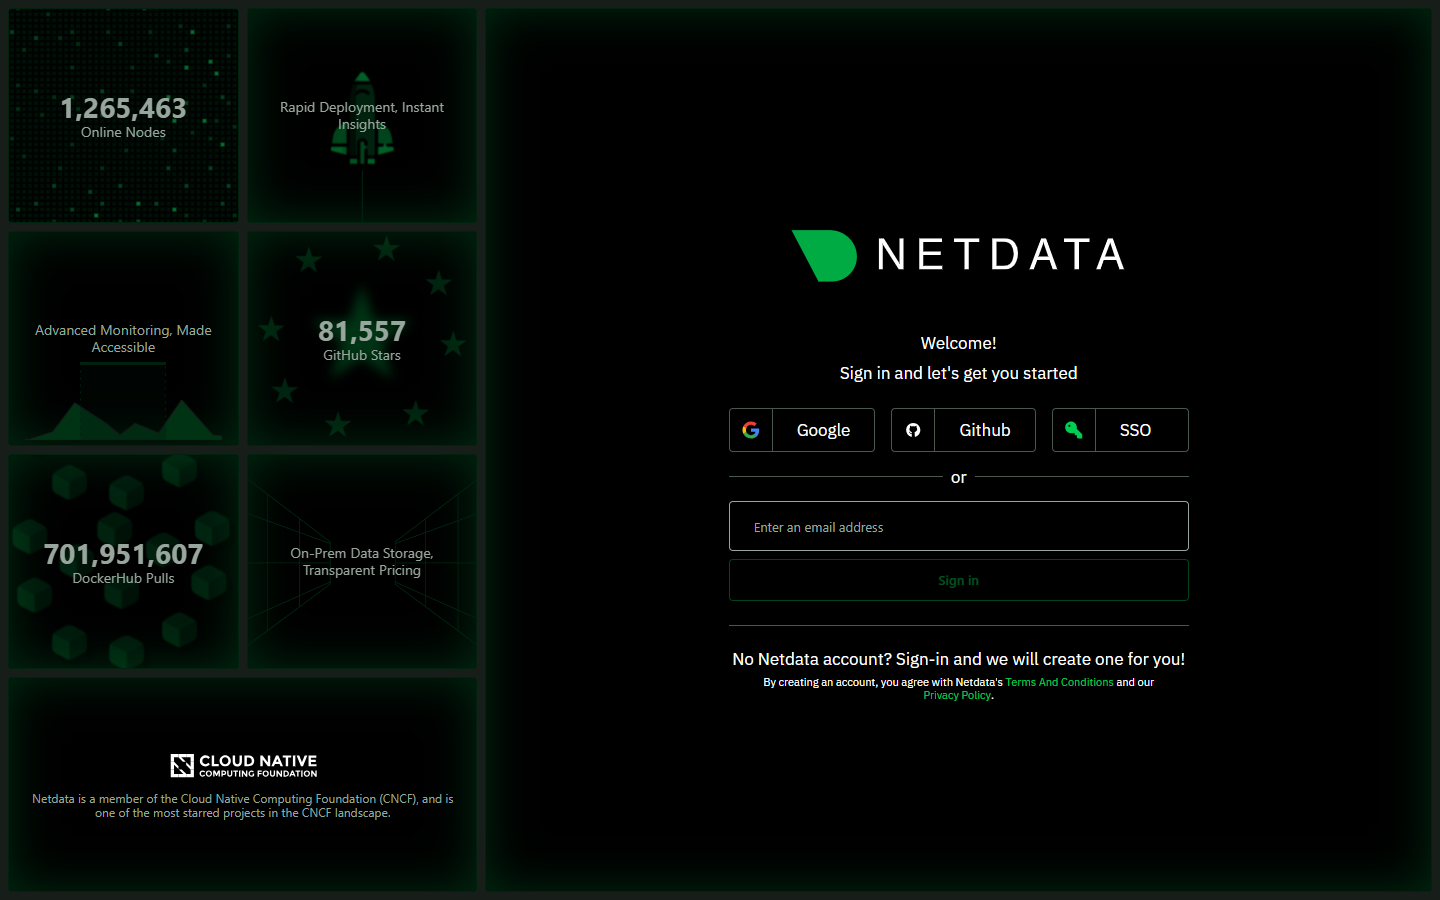 1,265,463
Online Nodes
Rapid Deployment, Instant
Insights
Advanced Monitoring, Made
Accessible
81,557
GitHub Stars
701,951,607
DockerHub Pulls
On-Prem Data Storage,
Transparent Pricing
CLOUD NATIVE
COMPUTING FOUNDATION
Netdata is a member of the Cloud Native Computing Foundation (CNCF), and is
one of the most starred projects in the CNCF landscape.
NETDATA
Welcome!
Sign in and let's get you started
Google
Github
SSO
or
Enter an email address
Sign in
No Netdata account? Sign-in and we will create one for you!
By creating an account, you agree with Netdata's Terms And Conditions and our
Privacy Policy.